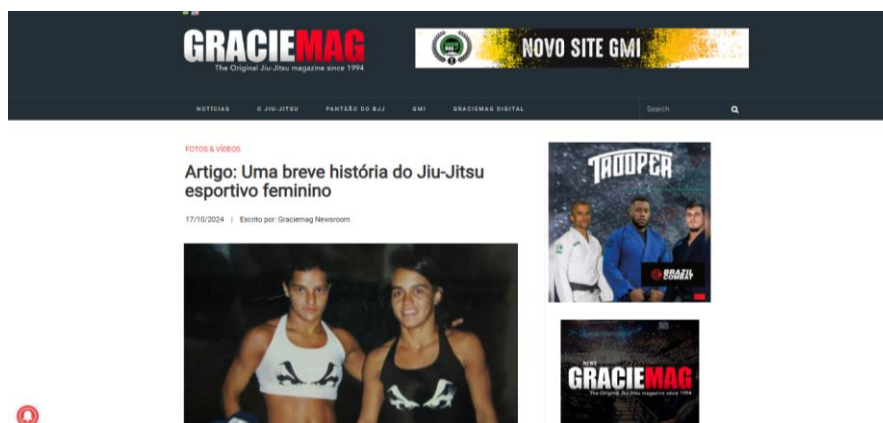 GRACIEMAG
The Original Jiu-Jitsu magazine since 1994
NOVO SITE GMI
NOTÍCIAS
O JIU-JITSU
PANTEÃO DO BJJ
GMI
GRACIEMAG DIGITAL
Search
FOTOS & VÍDEOS
Artigo: Uma breve história do Jiu-Jitsu
esportivo feminino
17/10/2024 | Escrito por: Graciemag Newsroom
TROOPER
BRAZIL
COMBAT
NEWS
GRACIEMAG
The Original Jiu-Jitsu magazine since 1994